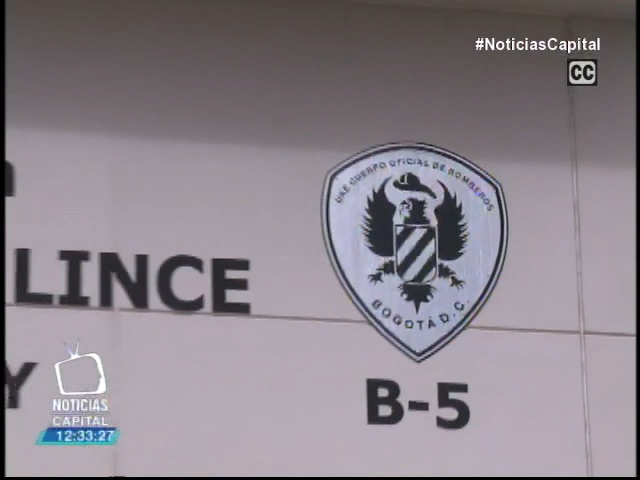 #NoticiasCapital
CC
UAE CUERPO OFICIAL DE BOMBEROS
LINCE
BOGOTÁ D.C.
Y
B-5
NOTICIAS
CAPITAL
12:33:27